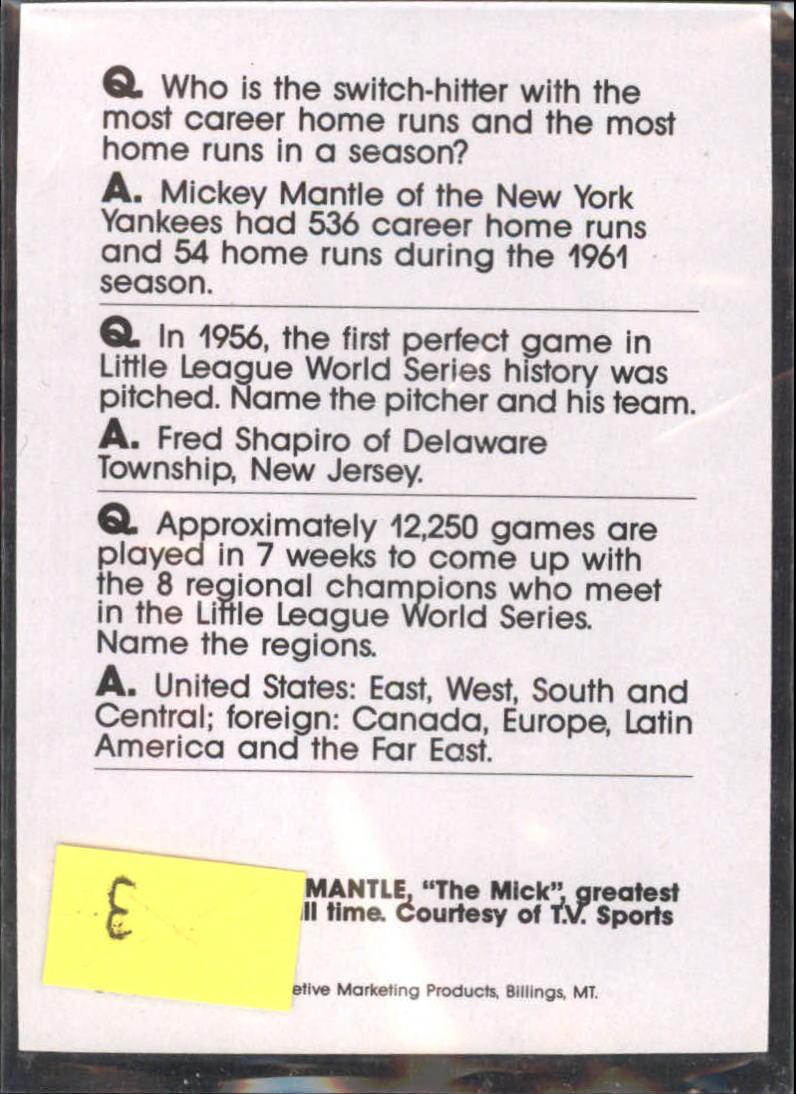 Q. Who is the switch-hitter with the
most career home runs and the most
home runs in a season?
A. Mickey Mantle of the New York
Yankees had 536 career home runs
and 54 home runs during the 1961
season.
Q. In 1956, the first perfect game in
Little League World Series history was
pitched. Name the pitcher and his team.
A. Fred Shapiro of Delaware
Township, New Jersey.
Q. Approximately 12,250 games are
played in 7 weeks to come up with
the 8 regional champions who meet
in the Little League World Series.
Name the regions.
A. United States: East, West, South and
Central; foreign: Canada, Europe, Latin
America and the Far East.
MANTLE, "The Mick", greatest
ll time. Courtesy of T.V. Sports
etive Marketing Products, Billings, MT.